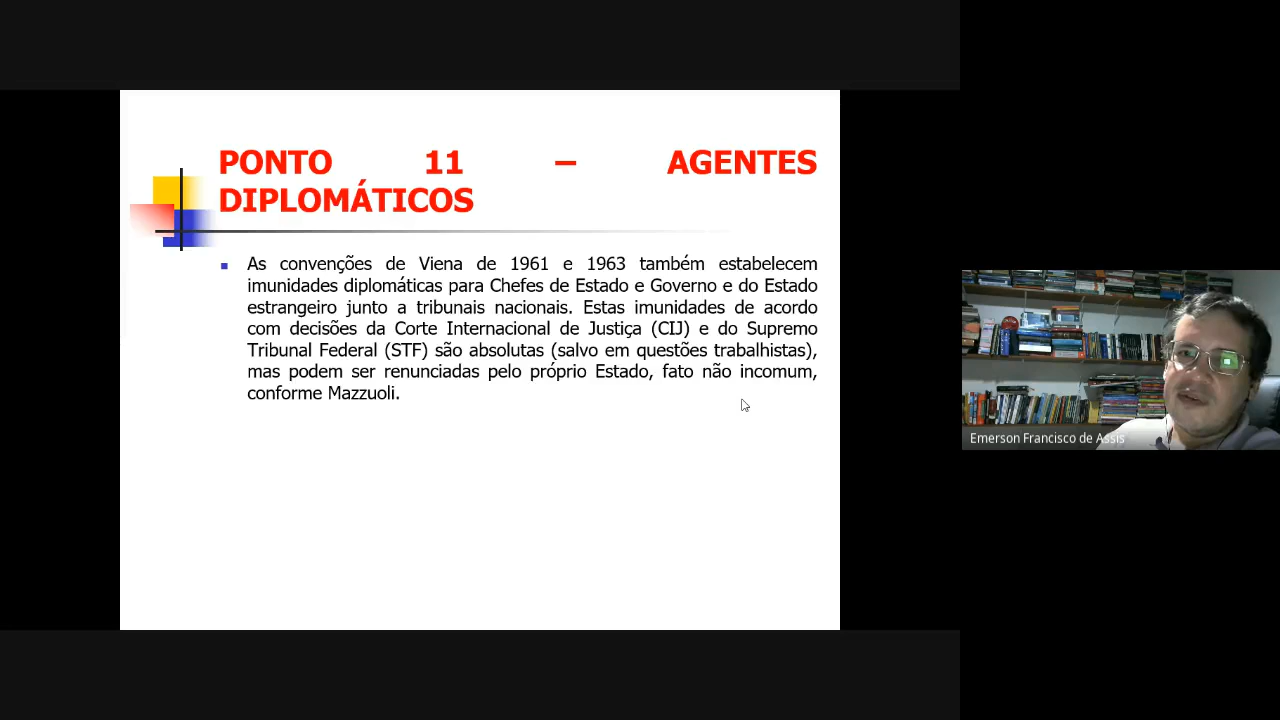 PONTO 11 – AGENTES
DIPLOMÁTICOS
As convenções de Viena de 1961 e 1963 também estabelecem
imunidades diplomáticas para Chefes de Estado e Governo e do Estado
estrangeiro junto a tribunais nacionais. Estas imunidades de acordo
com decisões da Corte Internacional de Justiça (CIJ) e do Supremo
Tribunal Federal (STF) são absolutas (salvo em questões trabalhistas),
mas podem ser renunciadas pelo próprio Estado, fato não incomum,
conforme Mazzuoli.
Emerson Francisco de Assis